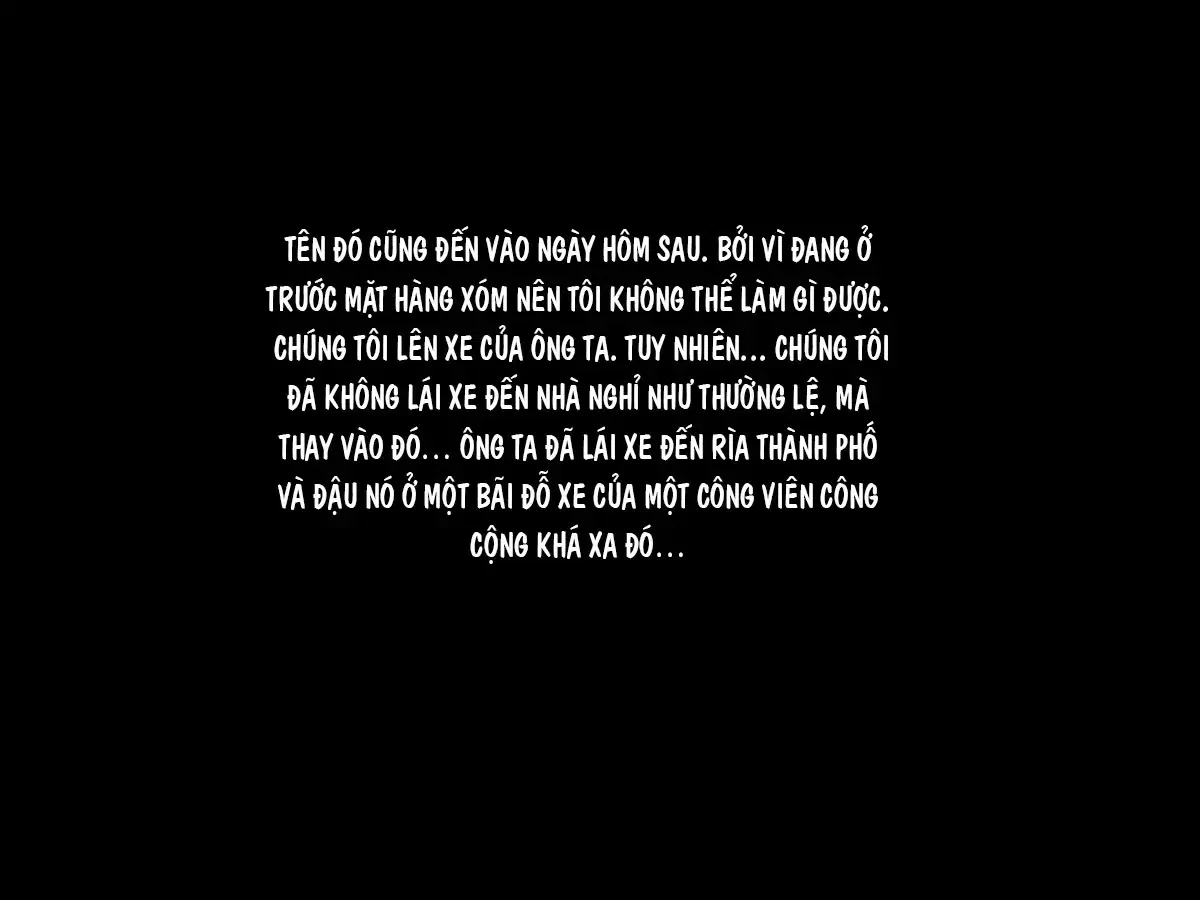 TÊN ĐÓ CŨNG ĐẾN VÀO NGÀY HÔM SAU. BỞI VÌ ĐANG Ở
TRƯỚC MẶT HÀNG XÓM NÊN TÔI KHÔNG THỂ LÀM GÌ ĐƯỢC.
CHÚNG TÔI LÊN XE CỦA ÔNG TA. TUY NHIÊN... CHÚNG TÔI
ĐÃ KHÔNG LÁI XE ĐẾN NHÀ NGHỈ NHƯ THƯỜNG LỆ, MÀ
THAY VÀO ĐÓ... ÔNG TA ĐÃ LÁI XE ĐẾN RÌA THÀNH PHỐ
VÀ ĐẬU NÓ Ở MỘT BÃI ĐỖ XE CỦA MỘT CÔNG VIÊN CÔNG
CỘNG KHÁ XA ĐÓ...